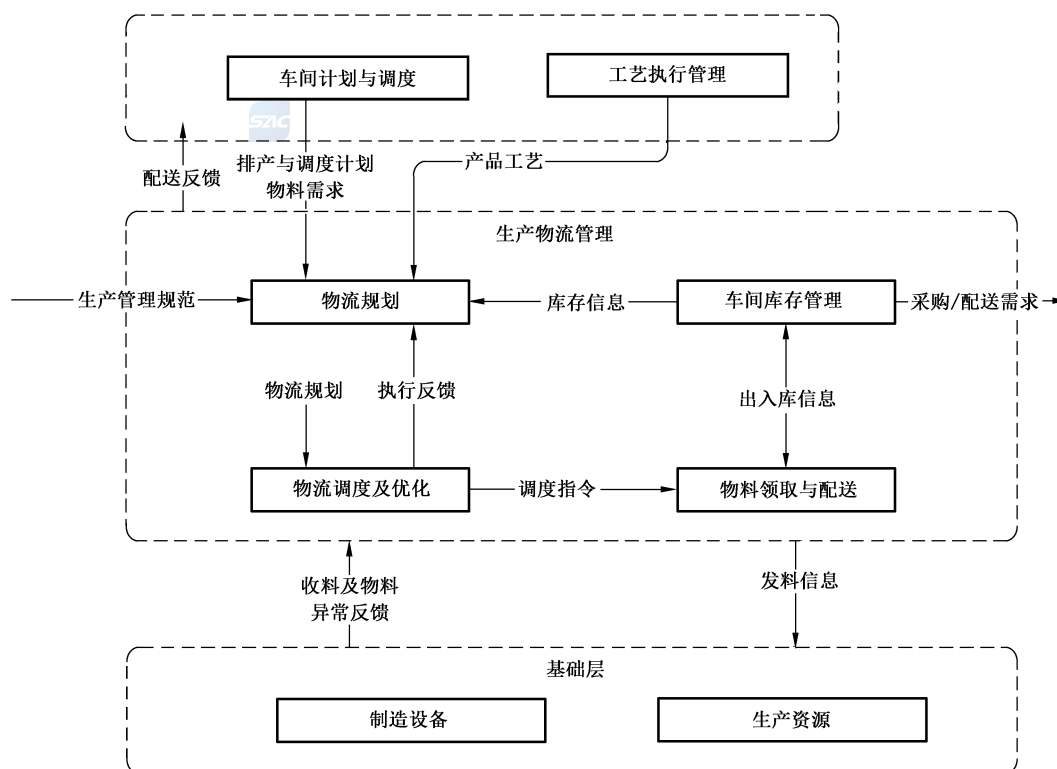 车间计划与调度
工艺执行管理
SAC
配送反馈
排产与调度计划
物料需求
产品工艺
生产物流管理
生产管理规范
物流规划
库存信息
车间库存管理
采购/配送需求
物流规划
执行反馈
出入库信息
物流调度及优化
调度指令
物料领取与配送
收料及物料
异常反馈
发料信息
基础层
制造设备
生产资源